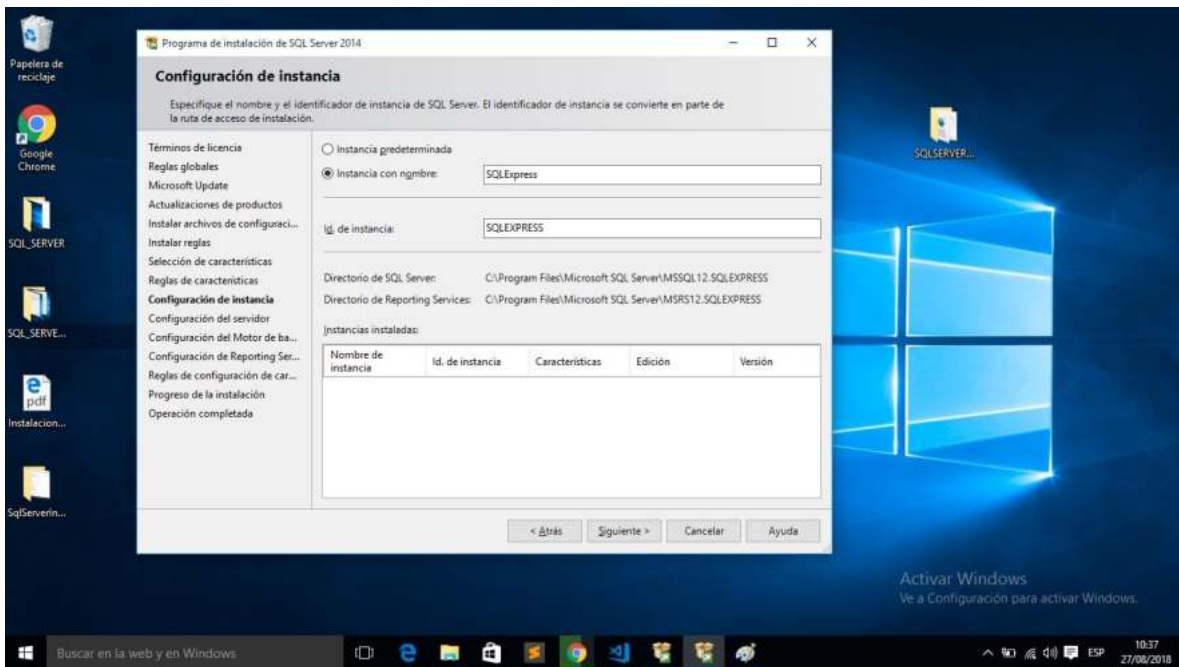 Papelera de
reciclaje
Google
Chrome
SQL_SERVER
SQL_SERVE...
pdf
Instalacion...
SqlServerIn...
Programa de instalación de SQL Server 2014
Configuración de instancia
Especifique el nombre y el identificador de instancia de SQL Server. El identificador de instancia se convierte en parte de
la ruta de acceso de instalación.
Términos de licencia
Reglas globales
Microsoft Update
Actualizaciones de productos
Instalar archivos de configuraci...
Instalar reglas
Selección de características
Reglas de características
Configuración de instancia
Configuración del servidor
Configuración del Motor de ba...
Configuración de Reporting Ser...
Reglas de configuración de car...
Progreso de la instalación
Operación completada
Instancia predeterminada
Instancia con nombre: SQLExpress
Id. de instancia: SQLEXPRESS
Directorio de SQL Server: C:\Program Files\Microsoft SQL Server\MSSQL12.SQLEXPRESS
Directorio de Reporting Services: C:\Program Files\Microsoft SQL Server\MSRS12.SQLEXPRESS
Instancias instaladas:
Nombre de instancia Id. de instancia Características Edición Versión
< Atrás Siguiente > Cancelar Ayuda
SQLSERVER...
Activar Windows
Ve a Configuración para activar Windows.
Buscar en la web y en Windows
ESP
10:37
27/08/2018